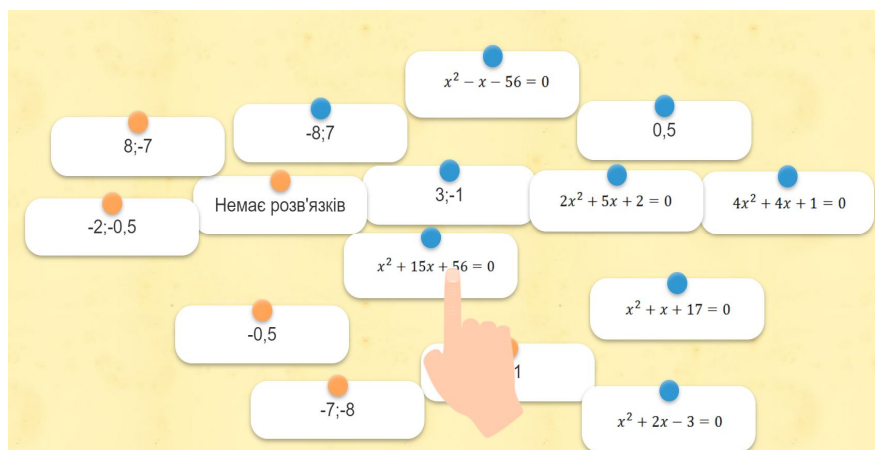 x² − x − 56 = 0
8;-7
-8;7
0,5
-2;-0,5
Немає розв'язків
3;-1
2x² + 5x + 2 = 0
4x² + 4x + 1 = 0
x² + 15x + 56 = 0
x² + x + 17 = 0
-0,5
1
-7;-8
x² + 2x − 3 = 0